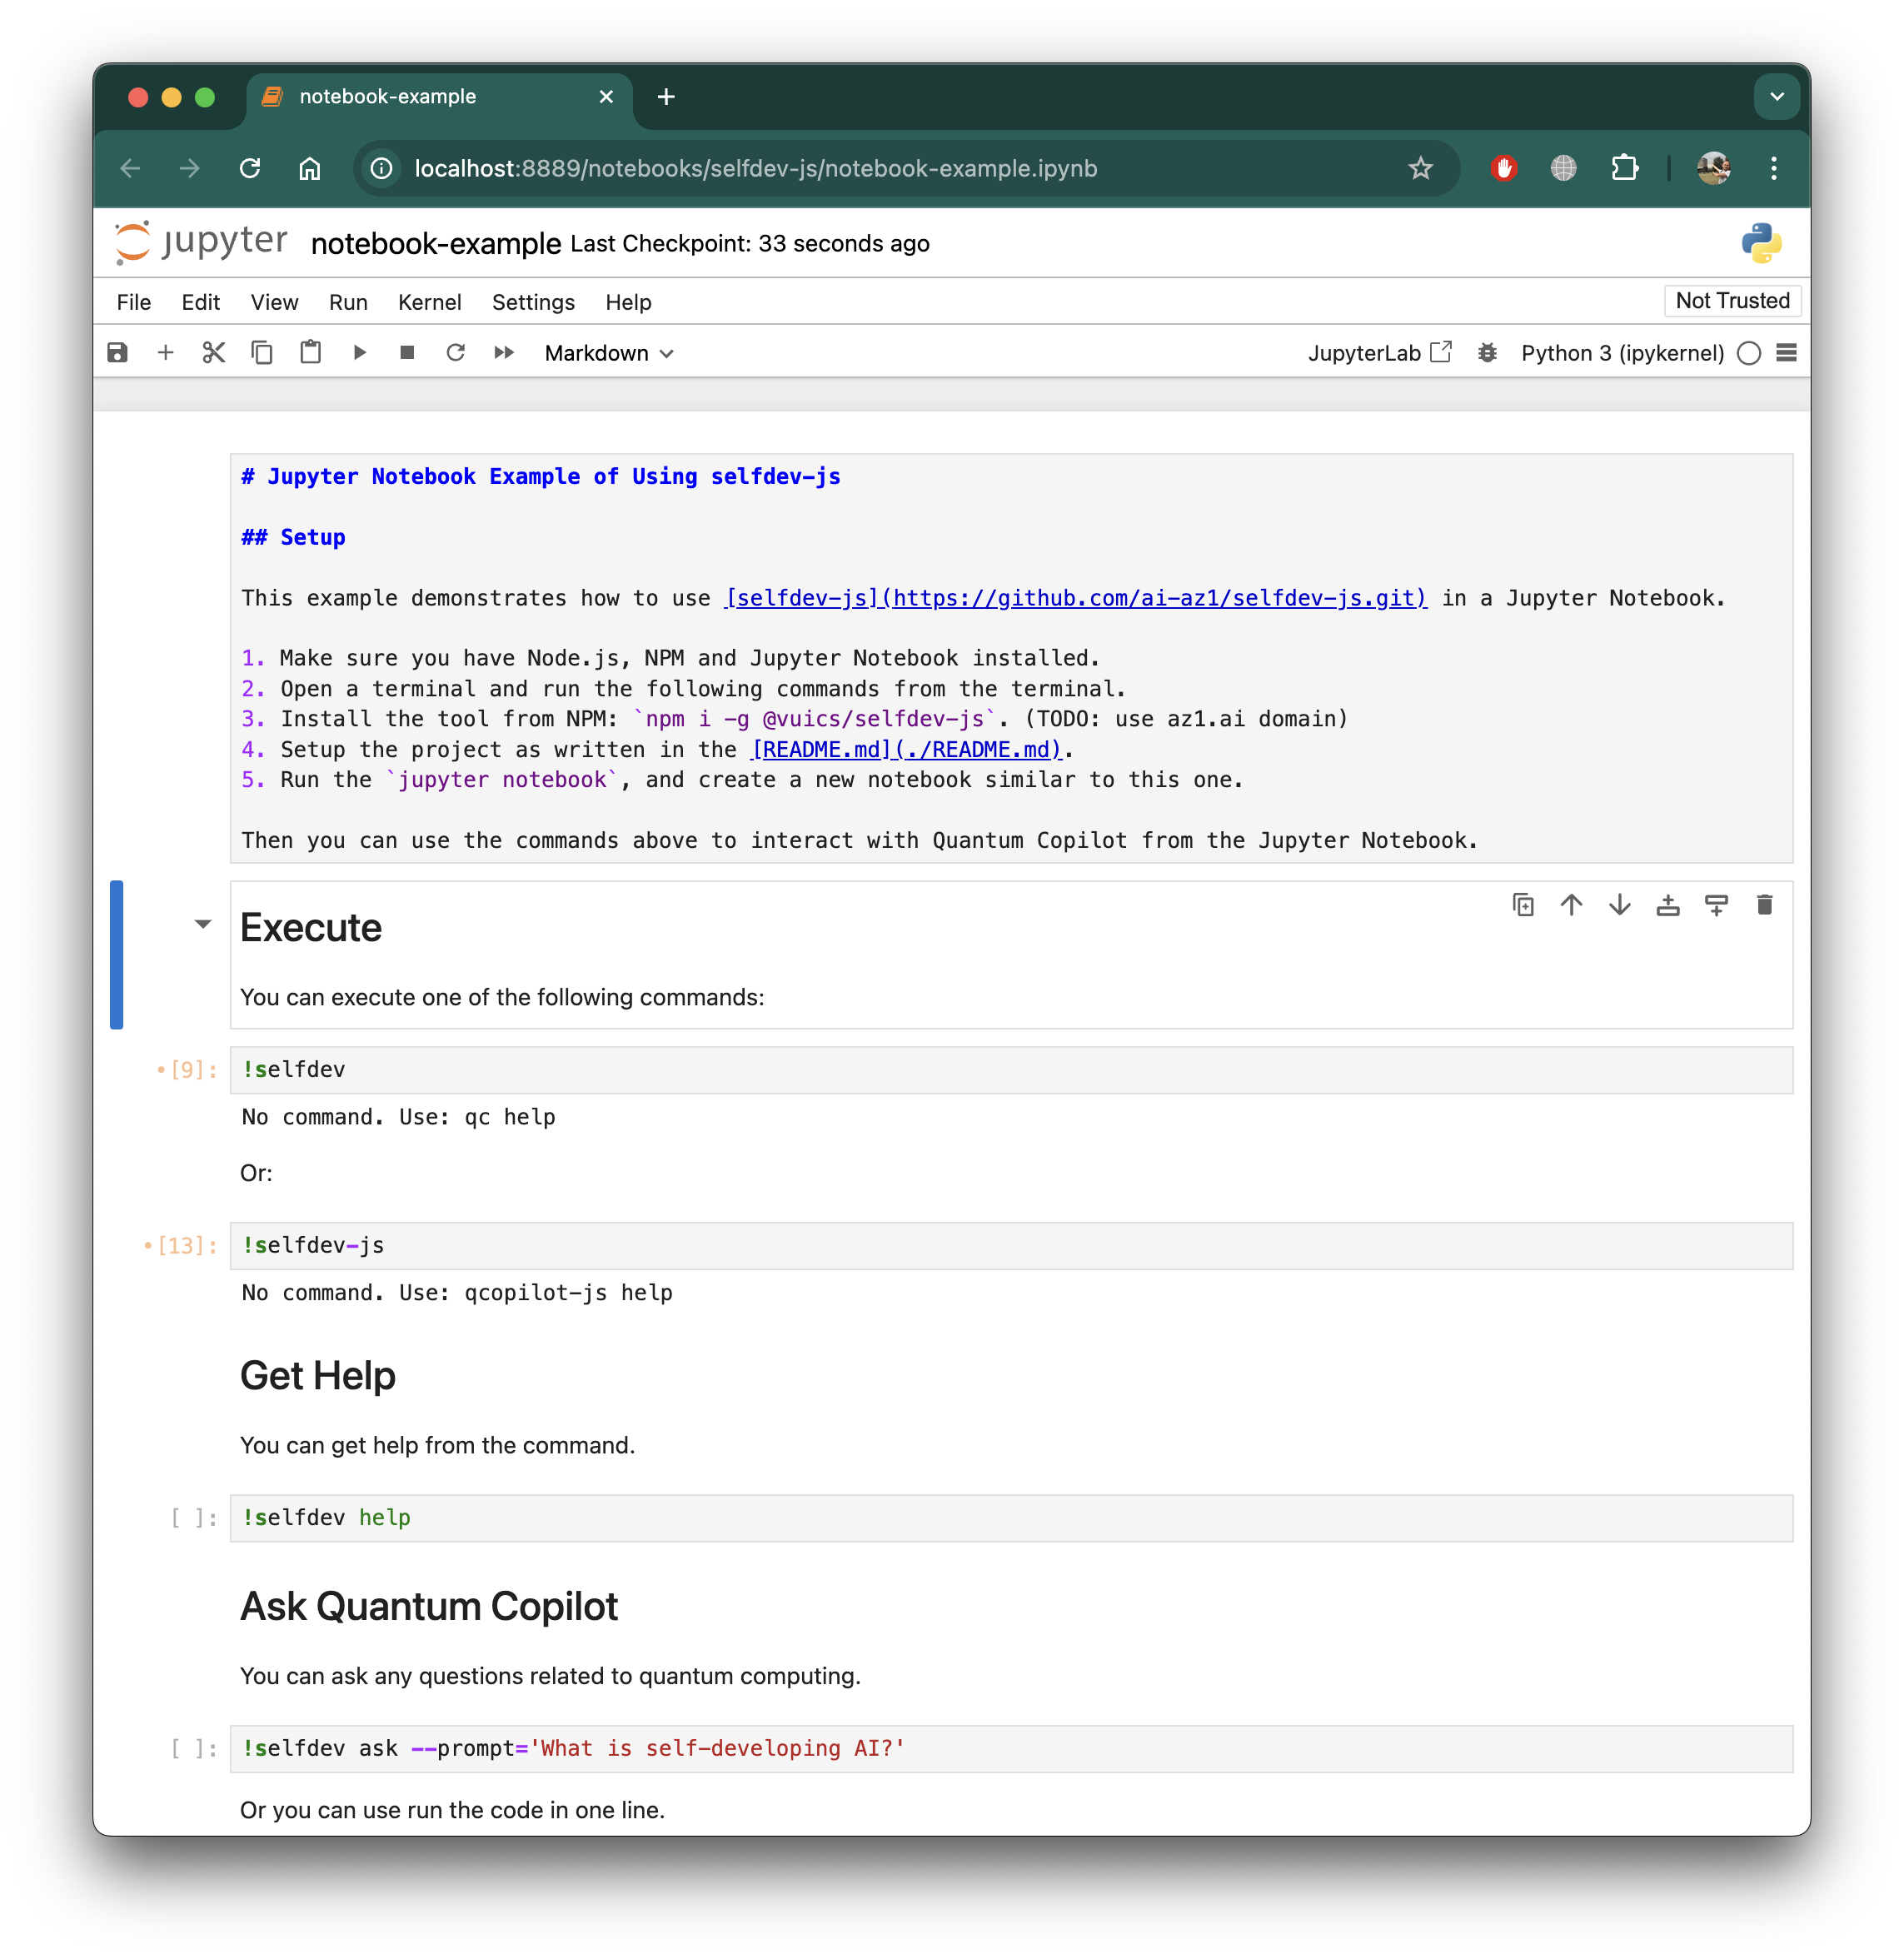 notebook-example
localhost:8889/notebooks/selfdev-js/notebook-example.ipynb
jupyter notebook-example Last Checkpoint: 33 seconds ago
File Edit View Run Kernel Settings Help Not Trusted
Markdown JupyterLab Python 3 (ipykernel)
# Jupyter Notebook Example of Using selfdev-js
## Setup
This example demonstrates how to use [selfdev-js](https://github.com/ai-az1/selfdev-js.git) in a Jupyter Notebook.
1. Make sure you have Node.js, NPM and Jupyter Notebook installed.
2. Open a terminal and run the following commands from the terminal.
3. Install the tool from NPM: `npm i -g @vuics/selfdev-js`. (TODO: use az1.ai domain)
4. Setup the project as written in the [README.md](./README.md).
5. Run the `jupyter notebook`, and create a new notebook similar to this one.
Then you can use the commands above to interact with Quantum Copilot from the Jupyter Notebook.
Execute
You can execute one of the following commands:
•[9]: !selfdev
No command. Use: qc help
Or:
•[13]: !selfdev-js
No command. Use: qcopilot-js help
Get Help
You can get help from the command.
[ ]: !selfdev help
Ask Quantum Copilot
You can ask any questions related to quantum computing.
[ ]: !selfdev ask --prompt='What is self-developing AI?'
Or you can use run the code in one line.